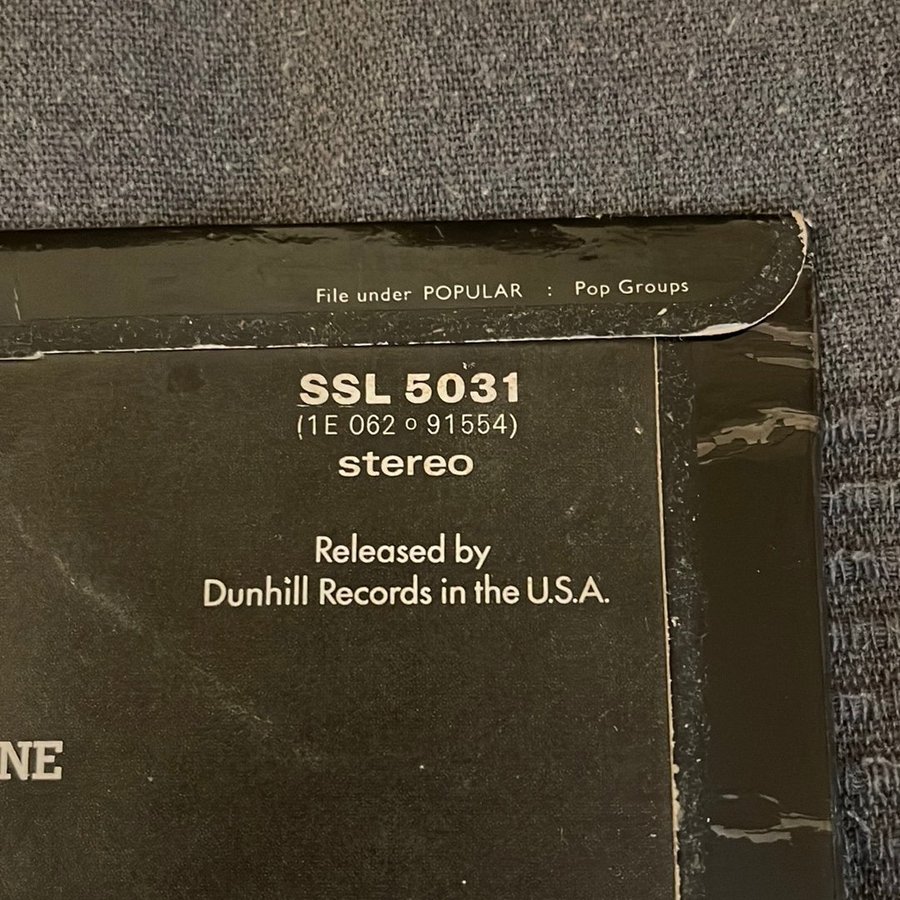 File under POPULAR : Pop Groups
SSL 5031
(1E 062 o 91554)
stereo
Released by
Dunhill Records in the U.S.A.
NE